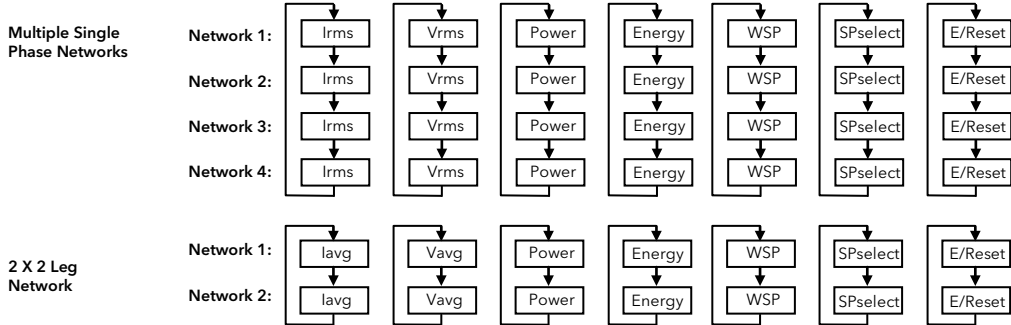 Multiple Single
Phase Networks
Network 1: Irms Vrms Power Energy WSP SPselect E/Reset
Network 2: Irms Vrms Power Energy WSP SPselect E/Reset
Network 3: Irms Vrms Power Energy WSP SPselect E/Reset
Network 4: Irms Vrms Power Energy WSP SPselect E/Reset
2 X 2 Leg
Network
Network 1: Iavg Vavg Power Energy WSP SPselect E/Reset
Network 2: Iavg Vavg Power Energy WSP SPselect E/Reset